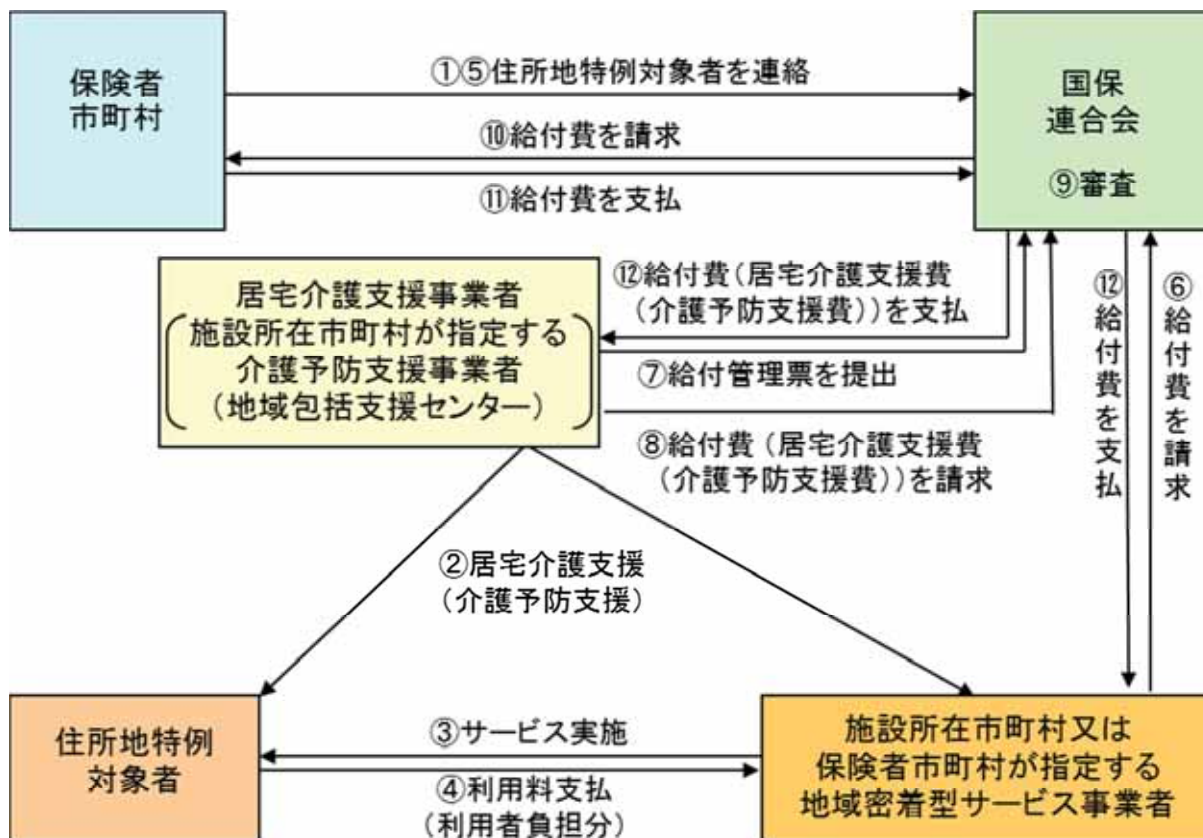 保険者
市町村
①⑤住所地特例対象者を連絡
⑩給付費を請求
⑪給付費を支払
国保
連合会
⑨審査
居宅介護支援事業者
施設所在市町村が指定する
介護予防支援事業者
(地域包括支援センター)
⑫給付費(居宅介護支援費
(介護予防支援費))を支払
⑦給付管理票を提出
⑧給付費(居宅介護支援費
(介護予防支援費))を請求
⑫給付費を支払
⑥給付費を請求
②居宅介護支援
(介護予防支援)
住所地特例
対象者
③サービス実施
④利用料支払
(利用者負担分)
施設所在市町村又は
保険者市町村が指定する
地域密着型サービス事業者